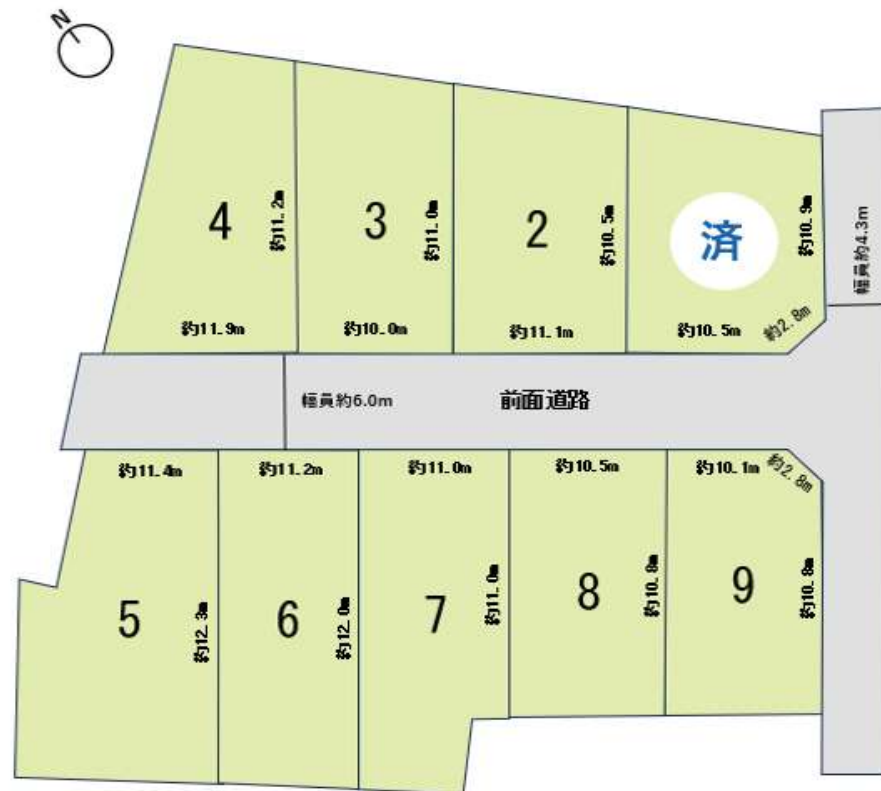 N
4
約11.2m
約11.9m
3
約11.0m
約10.0m
2
約10.5m
約11.1m
済
約10.9m
約10.5m
約2.8m
幅員約4.3m
幅員約6.0m
前面道路
約11.4m
5
約12.3m
約11.2m
6
約12.0m
約11.0m
7
約11.0m
約10.5m
8
約10.8m
約10.1m
約2.8m
9
約10.8m